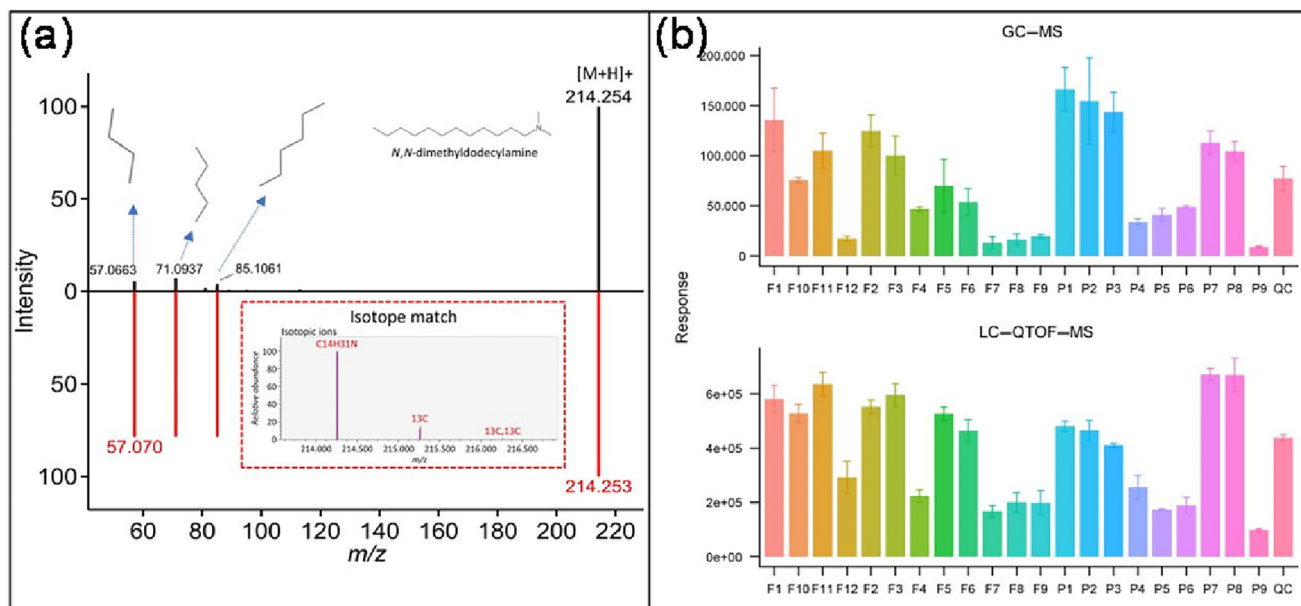 (a)
[M+H]+
214.254
100
N,N-dimethyldodecylamine
50
57.0663
71.0937
85.1061
0
Intensity
Isotope match
Isotopic ions
C14H31N
100
80
60
40
20
0
Relative abundance
13C
13C,13C
214.000 214.500 215.000 215.500 216.000 216.500
m/z
50
57.070
100
214.253
60 80 100 120 140 160 180 200 220
m/z
(b)
GC–MS
200.000
150.000
100.000
50.000
0
F1 F10 F11 F12 F2 F3 F4 F5 F6 F7 F8 F9 P1 P2 P3 P4 P5 P6 P7 P8 P9 QC
Response
LC–QTOF–MS
6e+05
4e+05
2e+05
0e+00
F1 F10 F11 F12 F2 F3 F4 F5 F6 F7 F8 F9 P1 P2 P3 P4 P5 P6 P7 P8 P9 QC